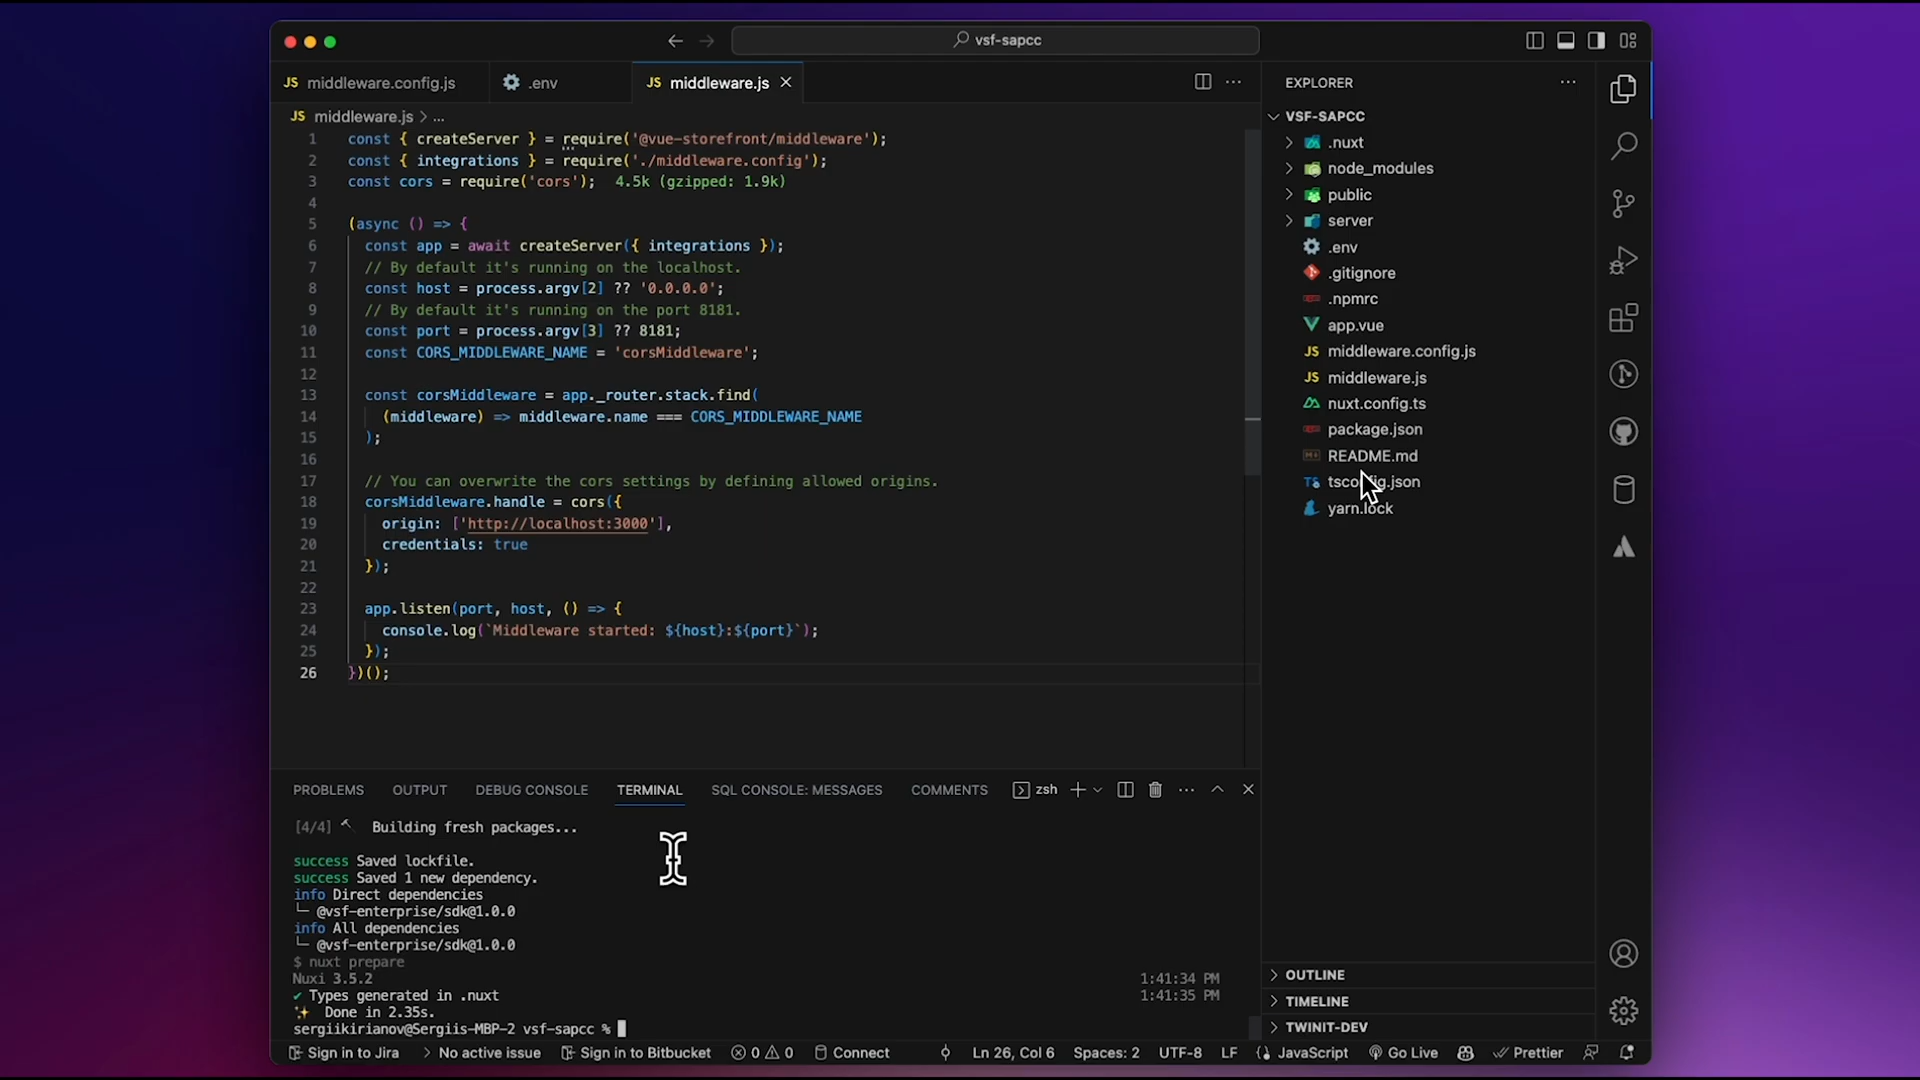 vsf-sapcc
JS middleware.config.js
.env
JS middleware.js
JS middleware.js > ...
1 const { createServer } = require('@vue-storefront/middleware');
2 const { integrations } = require('./middleware.config');
3 const cors = require('cors'); 4.5k (gzipped: 1.9k)
4
5 (async () => {
6 const app = await createServer({ integrations });
7 // By default it's running on the localhost.
8 const host = process.argv[2] ?? '0.0.0.0';
9 // By default it's running on the port 8181.
10 const port = process.argv[3] ?? 8181;
11 const CORS_MIDDLEWARE_NAME = 'corsMiddleware';
12
13 const corsMiddleware = app._router.stack.find(
14 (middleware) => middleware.name === CORS_MIDDLEWARE_NAME
15 );
16
17 // You can overwrite the cors settings by defining allowed origins.
18 corsMiddleware.handle = cors({
19 origin: ['http://localhost:3000'],
20 credentials: true
21 });
22
23 app.listen(port, host, () => {
24 console.log(`Middleware started: ${host}:${port}`);
25 });
26 })();
EXPLORER
VSF-SAPCC
.nuxt
node_modules
public
server
.env
.gitignore
.npmrc
app.vue
JS middleware.config.js
JS middleware.js
nuxt.config.ts
package.json
README.md
TS tsconfig.json
yarn.lock
OUTLINE
TIMELINE
TWINIT-DEV
PROBLEMS OUTPUT DEBUG CONSOLE TERMINAL SQL CONSOLE: MESSAGES COMMENTS zsh
[4/4] 🔨 Building fresh packages...
success Saved lockfile.
success Saved 1 new dependency.
info Direct dependencies
└─ @vsf-enterprise/sdk@1.0.0
info All dependencies
└─ @vsf-enterprise/sdk@1.0.0
$ nuxt prepare
Nuxi 3.5.2 1:41:34 PM
✔ Types generated in .nuxt 1:41:35 PM
✨ Done in 2.35s.
sergiikirianov@Sergiis-MBP-2 vsf-sapcc %
Sign in to Jira > No active issue Sign in to Bitbucket 0 0 Connect Ln 26, Col 6 Spaces: 2 UTF-8 LF JavaScript Go Live Prettier